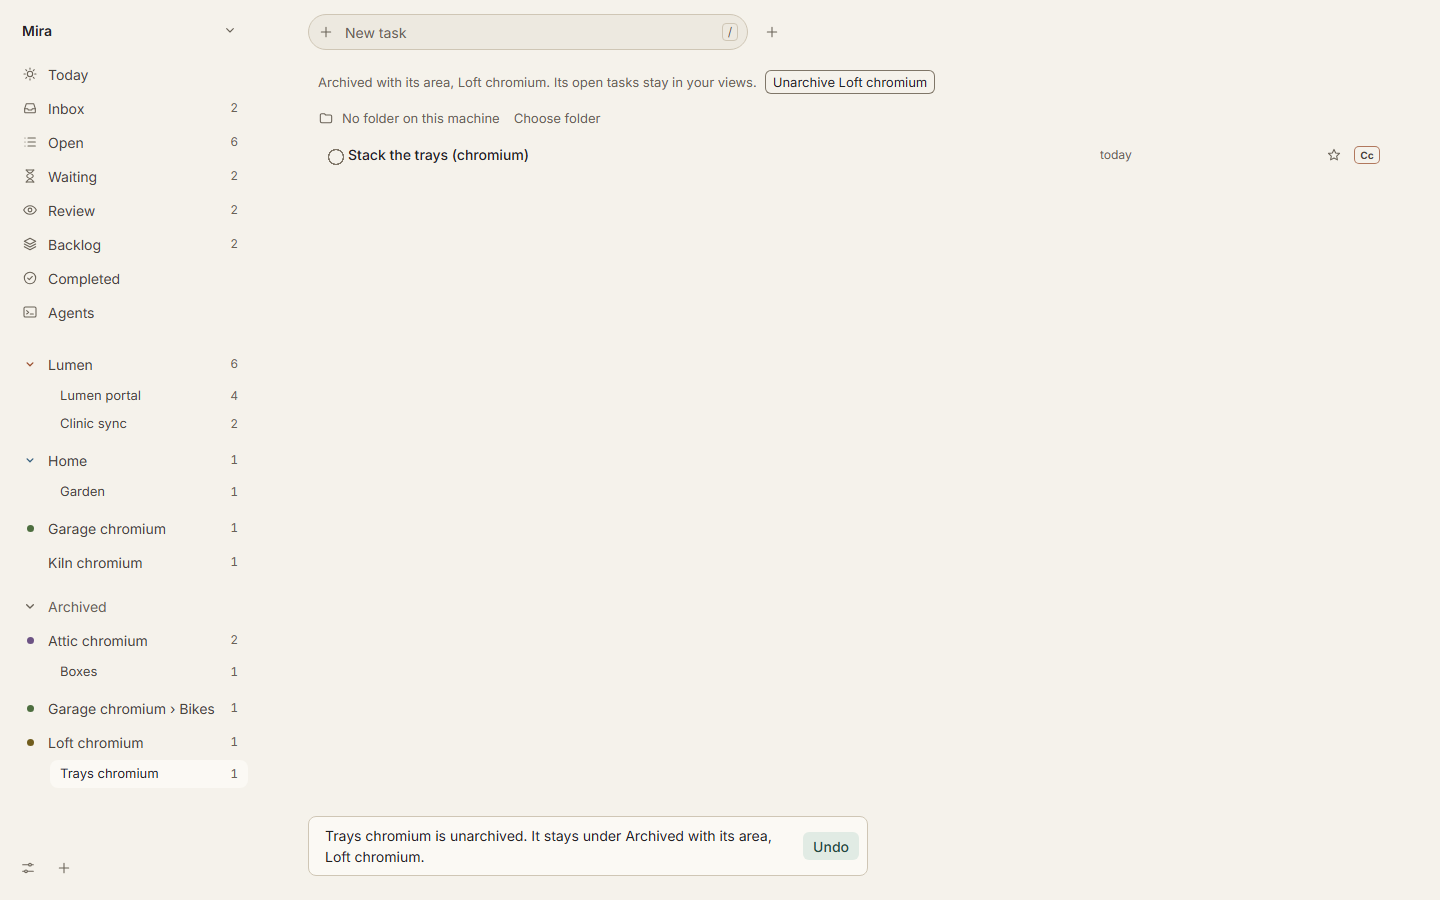 Mira
Today
Inbox 2
Open 6
Waiting 2
Review 2
Backlog 2
Completed
Agents
Lumen 6
Lumen portal 4
Clinic sync 2
Home 1
Garden 1
Garage chromium 1
Kiln chromium 1
Archived
Attic chromium 2
Boxes 1
Garage chromium › Bikes 1
Loft chromium 1
Trays chromium 1
New task /
Archived with its area, Loft chromium. Its open tasks stay in your views. Unarchive Loft chromium
No folder on this machine Choose folder
Stack the trays (chromium) today Cc
Trays chromium is unarchived. It stays under Archived with its area,
Loft chromium.
Undo